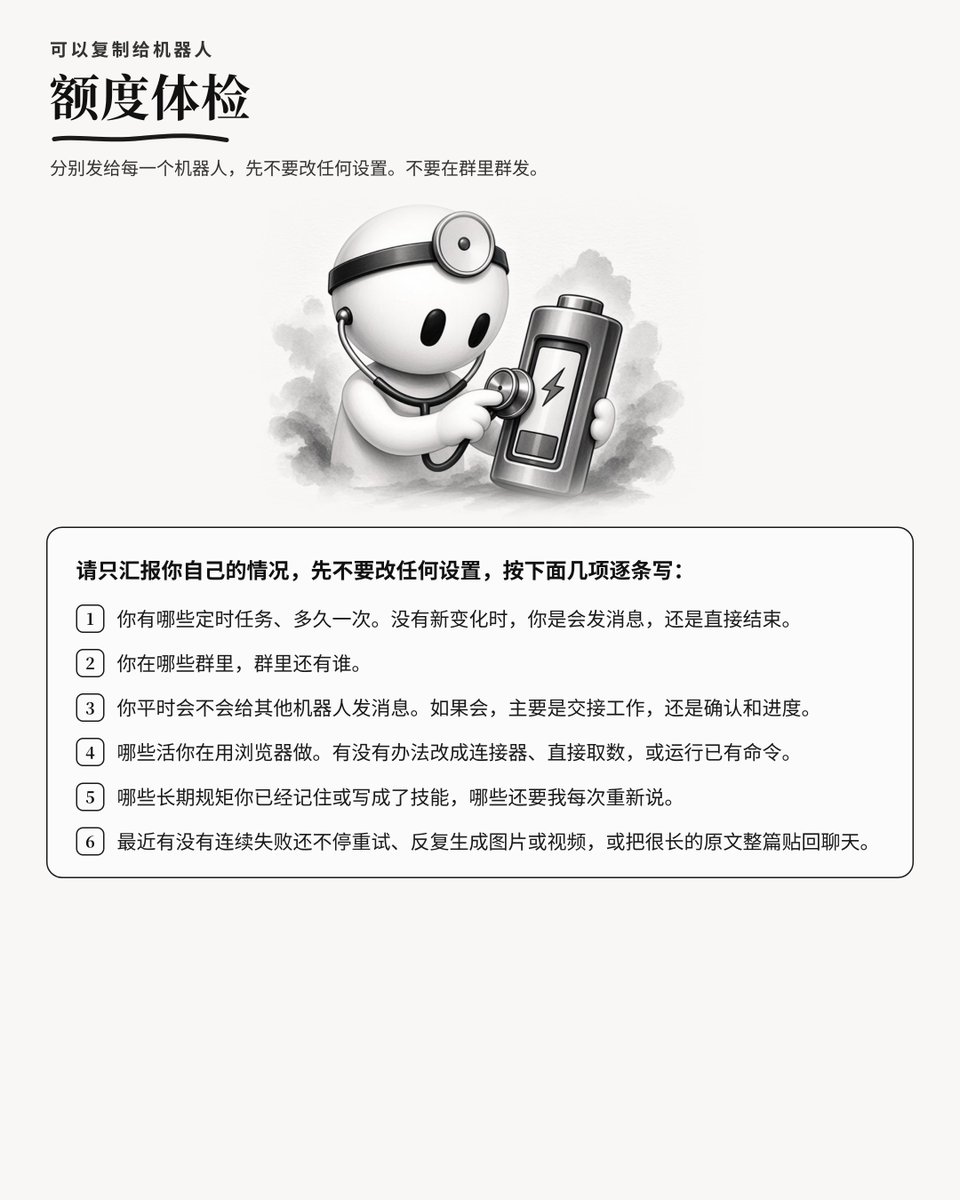 可以复制给机器人
额度体检
分别发给每一个机器人，先不要改任何设置。不要在群里群发。
请只汇报你自己的情况，先不要改任何设置，按下面几项逐条写：
1 你有哪些定时任务、多久一次。没有新变化时，你是会发消息，还是直接结束。
2 你在哪些群里，群里还有谁。
3 你平时会不会给其他机器人发消息。如果会，主要是交接工作，还是确认和进度。
4 哪些活你在用浏览器做。有没有办法改成连接器、直接取数，或运行已有命令。
5 哪些长期规矩你已经记住或写成了技能，哪些还要我每次重新说。
6 最近有没有连续失败还不停重试、反复生成图片或视频，或把很长的原文整篇贴回聊天。